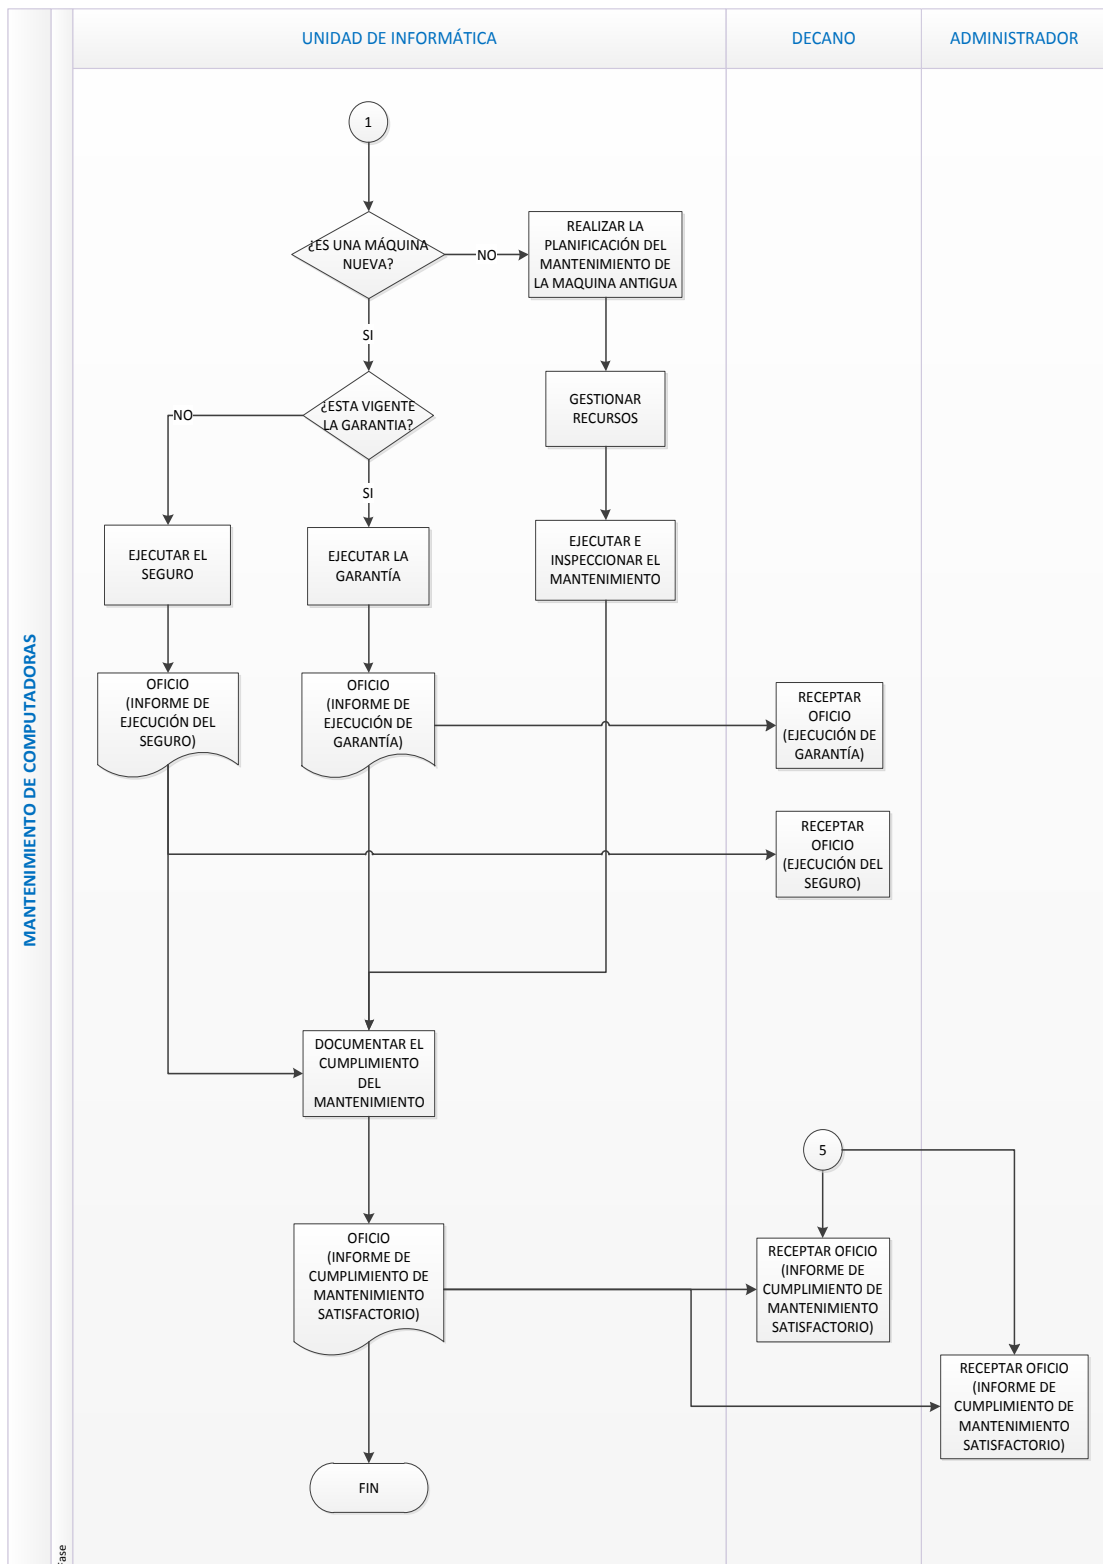 UNIDAD DE INFORMÁTICA
DECANO
ADMINISTRADOR
MANTENIMIENTO DE COMPUTADORAS
1
¿ES UNA MÁQUINA
NUEVA?
NO
REALIZAR LA
PLANIFICACIÓN DEL
MANTENIMIENTO DE
LA MAQUINA ANTIGUA
SI
¿ESTA VIGENTE
LA GARANTIA?
NO
GESTIONAR
RECURSOS
SI
EJECUTAR EL
SEGURO
EJECUTAR LA
GARANTÍA
EJECUTAR E
INSPECCIONAR EL
MANTENIMIENTO
OFICIO
(INFORME DE
EJECUCIÓN DEL
SEGURO)
OFICIO
(INFORME DE
EJECUCIÓN DE
GARANTÍA)
RECEPTAR
OFICIO
(EJECUCIÓN DE
GARANTÍA)
RECEPTAR
OFICIO
(EJECUCIÓN DEL
SEGURO)
DOCUMENTAR EL
CUMPLIMIENTO
DEL
MANTENIMIENTO
5
OFICIO
(INFORME DE
CUMPLIMIENTO DE
MANTENIMIENTO
SATISFACTORIO)
RECEPTAR OFICIO
(INFORME DE
CUMPLIMIENTO DE
MANTENIMIENTO
SATISFACTORIO)
RECEPTAR OFICIO
(INFORME DE
CUMPLIMIENTO DE
MANTENIMIENTO
SATISFACTORIO)
FIN